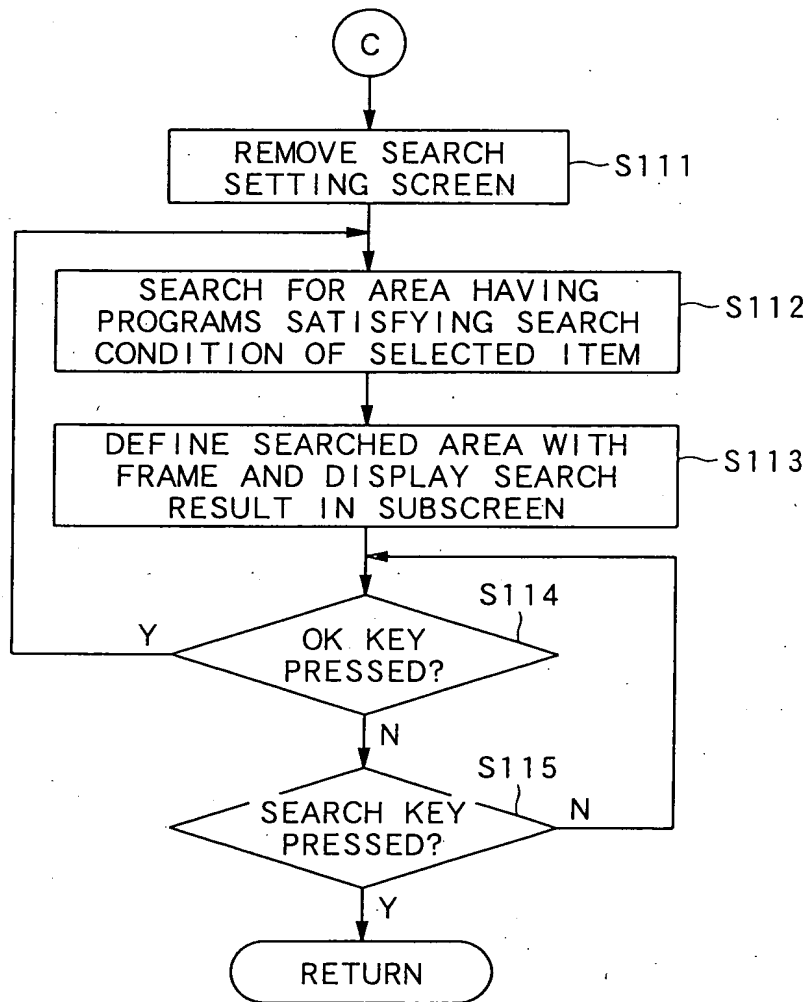 C
REMOVE SEARCH
SETTING SCREEN
S111
SEARCH FOR AREA HAVING
PROGRAMS SATISFYING SEARCH
CONDITION OF SELECTED ITEM
S112
DEFINE SEARCHED AREA WITH
FRAME AND DISPLAY SEARCH
RESULT IN SUBSCREEN
S113
S114
Y
OK KEY
PRESSED?
N
S115
SEARCH KEY
PRESSED?
N
Y
RETURN